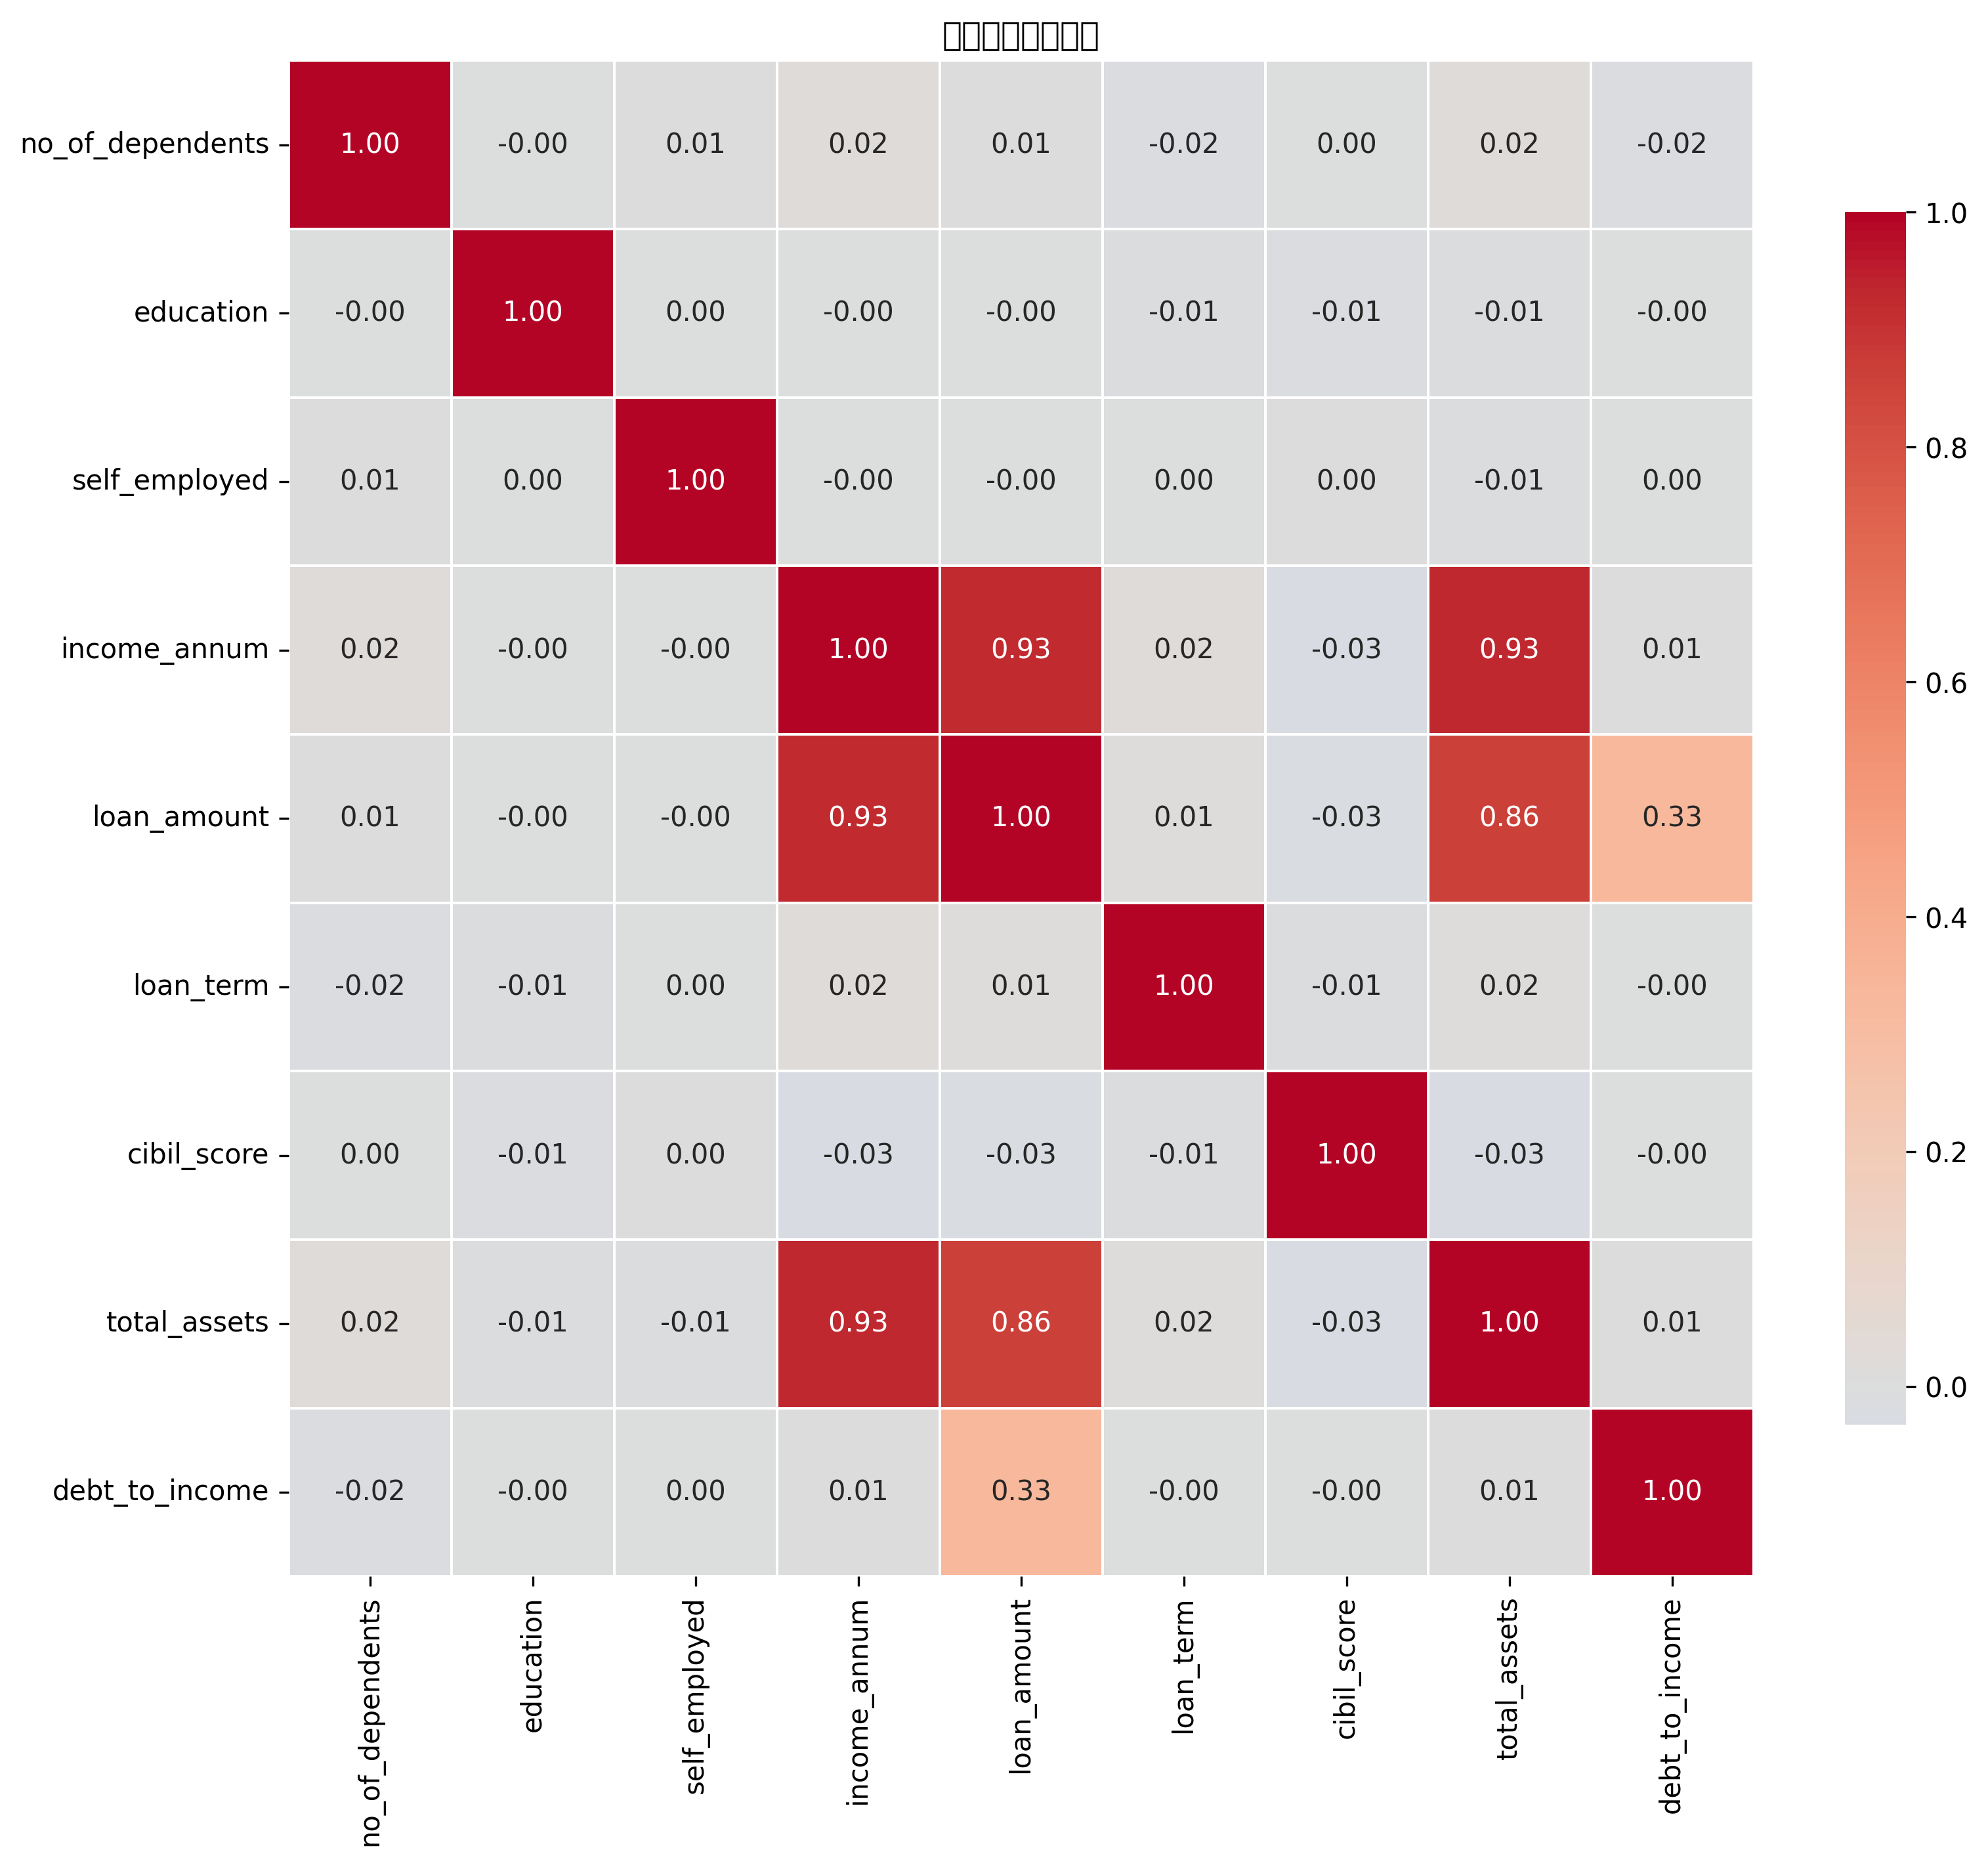 no_of_dependents 1.00 -0.00 0.01 0.02 0.01 -0.02 0.00 0.02 -0.02
education -0.00 1.00 0.00 -0.00 -0.00 -0.01 -0.01 -0.01 -0.00
self_employed 0.01 0.00 1.00 -0.00 -0.00 0.00 0.00 -0.01 0.00
income_annum 0.02 -0.00 -0.00 1.00 0.93 0.02 -0.03 0.93 0.01
loan_amount 0.01 -0.00 -0.00 0.93 1.00 0.01 -0.03 0.86 0.33
loan_term -0.02 -0.01 0.00 0.02 0.01 1.00 -0.01 0.02 -0.00
cibil_score 0.00 -0.01 0.00 -0.03 -0.03 -0.01 1.00 -0.03 -0.00
total_assets 0.02 -0.01 -0.01 0.93 0.86 0.02 -0.03 1.00 0.01
debt_to_income -0.02 -0.00 0.00 0.01 0.33 -0.00 -0.00 0.01 1.00
no_of_dependents
education
self_employed
income_annum
loan_amount
loan_term
cibil_score
total_assets
debt_to_income
1.0
0.8
0.6
0.4
0.2
0.0